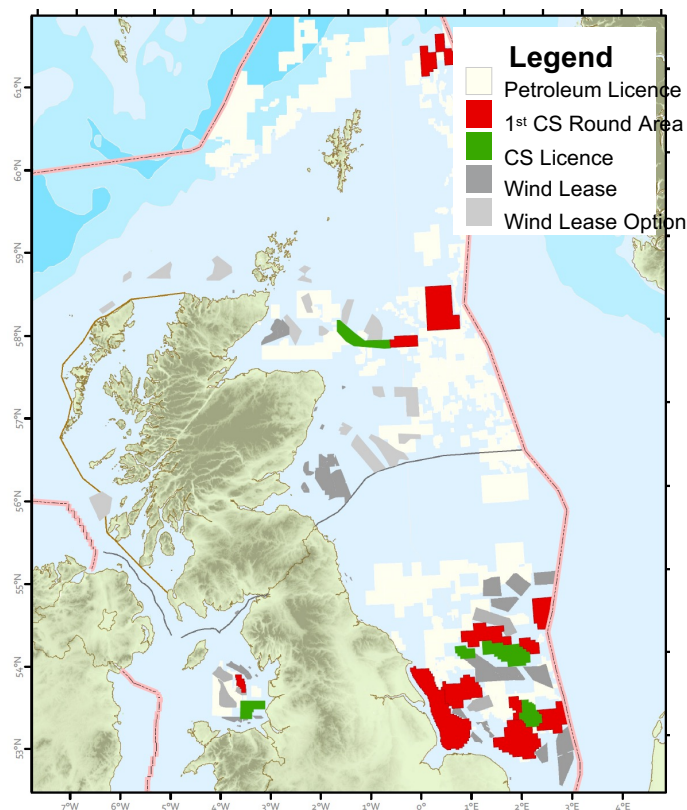 Legend
Petroleum Licence
1st CS Round Area
CS Licence
Wind Lease
Wind Lease Option
61°N
60°N
59°N
58°N
57°N
56°N
55°N
54°N
53°N
7°W 6°W 5°W 4°W 3°W 2°W 1°W 0° 1°E 2°E 3°E 4°E